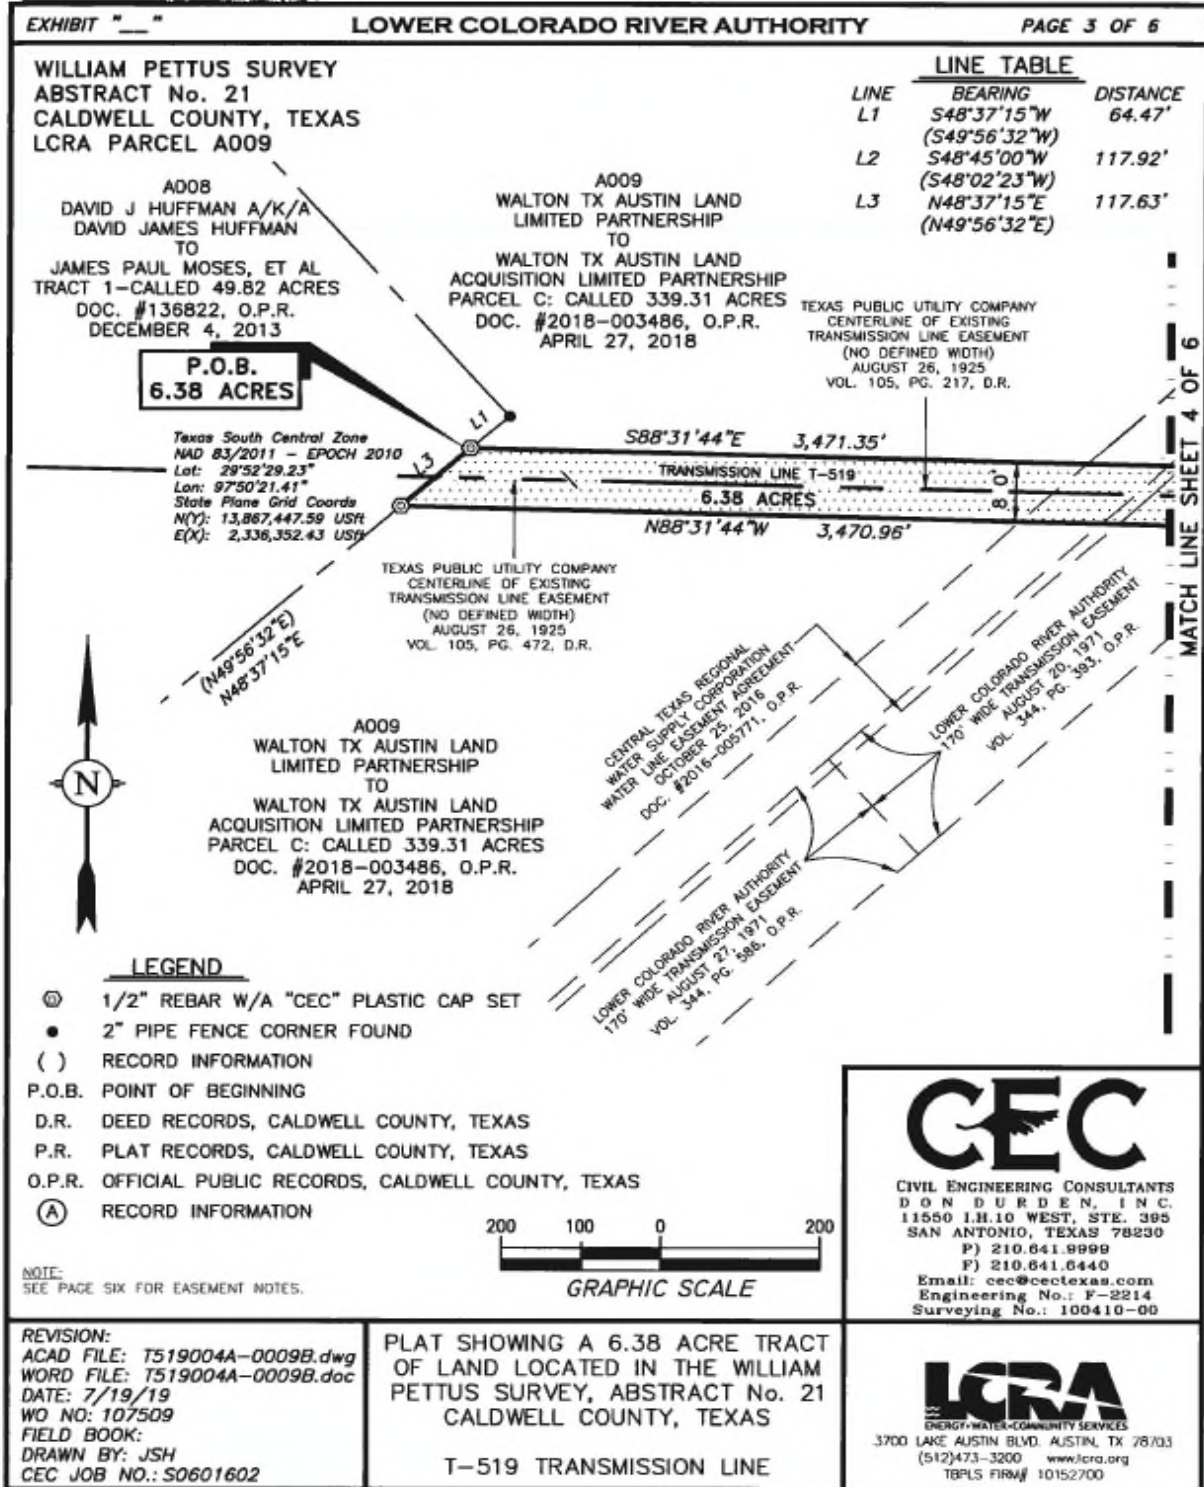 EXHIBIT "__"
LOWER COLORADO RIVER AUTHORITY
PAGE 3 OF 6
WILLIAM PETTUS SURVEY
ABSTRACT No. 21
CALDWELL COUNTY, TEXAS
LCRA PARCEL A009
LINE TABLE
LINE BEARING DISTANCE
L1 S48°37'15"W 64.47'
(S49°56'32"W)
L2 S48°45'00"W 117.92'
(S48°02'23"W)
L3 N48°37'15"E 117.63'
(N49°56'32"E)
A008
DAVID J HUFFMAN A/K/A
DAVID JAMES HUFFMAN
TO
JAMES PAUL MOSES, ET AL
TRACT 1-CALLED 49.82 ACRES
DOC. #136822, O.P.R.
DECEMBER 4, 2013
A009
WALTON TX AUSTIN LAND
LIMITED PARTNERSHIP
TO
WALTON TX AUSTIN LAND
ACQUISITION LIMITED PARTNERSHIP
PARCEL C: CALLED 339.31 ACRES
DOC. #2018-003486, O.P.R.
APRIL 27, 2018
TEXAS PUBLIC UTILITY COMPANY
CENTERLINE OF EXISTING
TRANSMISSION LINE EASEMENT
(NO DEFINED WIDTH)
AUGUST 26, 1925
VOL. 105, PG. 217, D.R.
P.O.B.
6.38 ACRES
L1
L3
Texas South Central Zone
NAD 83/2011 - EPOCH 2010
Lat: 29°52'29.23"
Lon: 97°50'21.41"
State Plane Grid Coords
N(Y): 13,867,447.59 USft
E(X): 2,336,352.43 USft
S88°31'44"E 3,471.35'
TRANSMISSION LINE T-519
6.38 ACRES
8 0'
N88°31'44"W 3,470.96'
MATCH LINE SHEET 4 OF 6
TEXAS PUBLIC UTILITY COMPANY
CENTERLINE OF EXISTING
TRANSMISSION LINE EASEMENT
(NO DEFINED WIDTH)
AUGUST 26, 1925
VOL. 105, PG. 472, D.R.
(N49°56'32"E)
N48°37'15"E
CENTRAL TEXAS REGIONAL
WATER SUPPLY CORPORATION
WATER LINE EASEMENT AGREEMENT
OCTOBER 25, 2016
DOC. #2016-005771, O.P.R.
LOWER COLORADO RIVER AUTHORITY
170' WIDE TRANSMISSION EASEMENT
AUGUST 20, 1971
VOL. 344, PG. 393, O.P.R.
N
A009
WALTON TX AUSTIN LAND
LIMITED PARTNERSHIP
TO
WALTON TX AUSTIN LAND
ACQUISITION LIMITED PARTNERSHIP
PARCEL C: CALLED 339.31 ACRES
DOC. #2018-003486, O.P.R.
APRIL 27, 2018
LOWER COLORADO RIVER AUTHORITY
170' WIDE TRANSMISSION EASEMENT
AUGUST 27, 1971
VOL. 344, PG. 586, O.P.R.
LEGEND
1/2" REBAR W/A "CEC" PLASTIC CAP SET
2" PIPE FENCE CORNER FOUND
( ) RECORD INFORMATION
P.O.B. POINT OF BEGINNING
D.R. DEED RECORDS, CALDWELL COUNTY, TEXAS
P.R. PLAT RECORDS, CALDWELL COUNTY, TEXAS
O.P.R. OFFICIAL PUBLIC RECORDS, CALDWELL COUNTY, TEXAS
A RECORD INFORMATION
200 100 0 200
GRAPHIC SCALE
NOTE:
SEE PAGE SIX FOR EASEMENT NOTES.
CEC
CIVIL ENGINEERING CONSULTANTS
DON DURDEN, INC.
11550 I.H.10 WEST, STE. 395
SAN ANTONIO, TEXAS 78230
P) 210.641.9999
F) 210.641.6440
Email: cec@cectexas.com
Engineering No.: F-2214
Surveying No.: 100410-00
REVISION:
ACAD FILE: T519004A-0009B.dwg
WORD FILE: T519004A-0009B.doc
DATE: 7/19/19
WO NO: 107509
FIELD BOOK:
DRAWN BY: JSH
CEC JOB NO.: S0601602
PLAT SHOWING A 6.38 ACRE TRACT
OF LAND LOCATED IN THE WILLIAM
PETTUS SURVEY, ABSTRACT No. 21
CALDWELL COUNTY, TEXAS
T-519 TRANSMISSION LINE
LCRA
ENERGY•WATER•COMMUNITY SERVICES
3700 LAKE AUSTIN BLVD. AUSTIN, TX 78703
(512)473-3200 www.lcra.org
TBPLS FIRM# 10152700